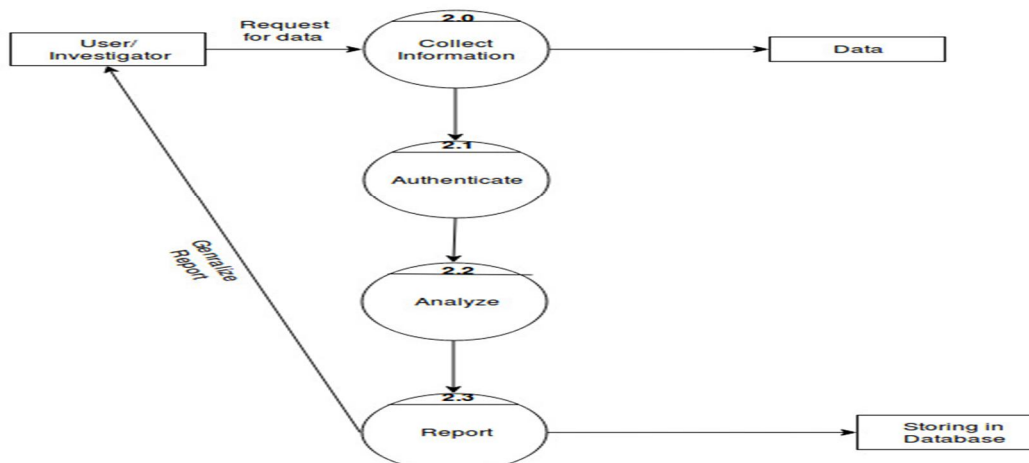 User/
Investigator
Request
for data
2.0
Collect
Information
Data
2.1
Authenticate
2.2
Analyze
Genralize
Report
2.3
Report
Storing in
Database